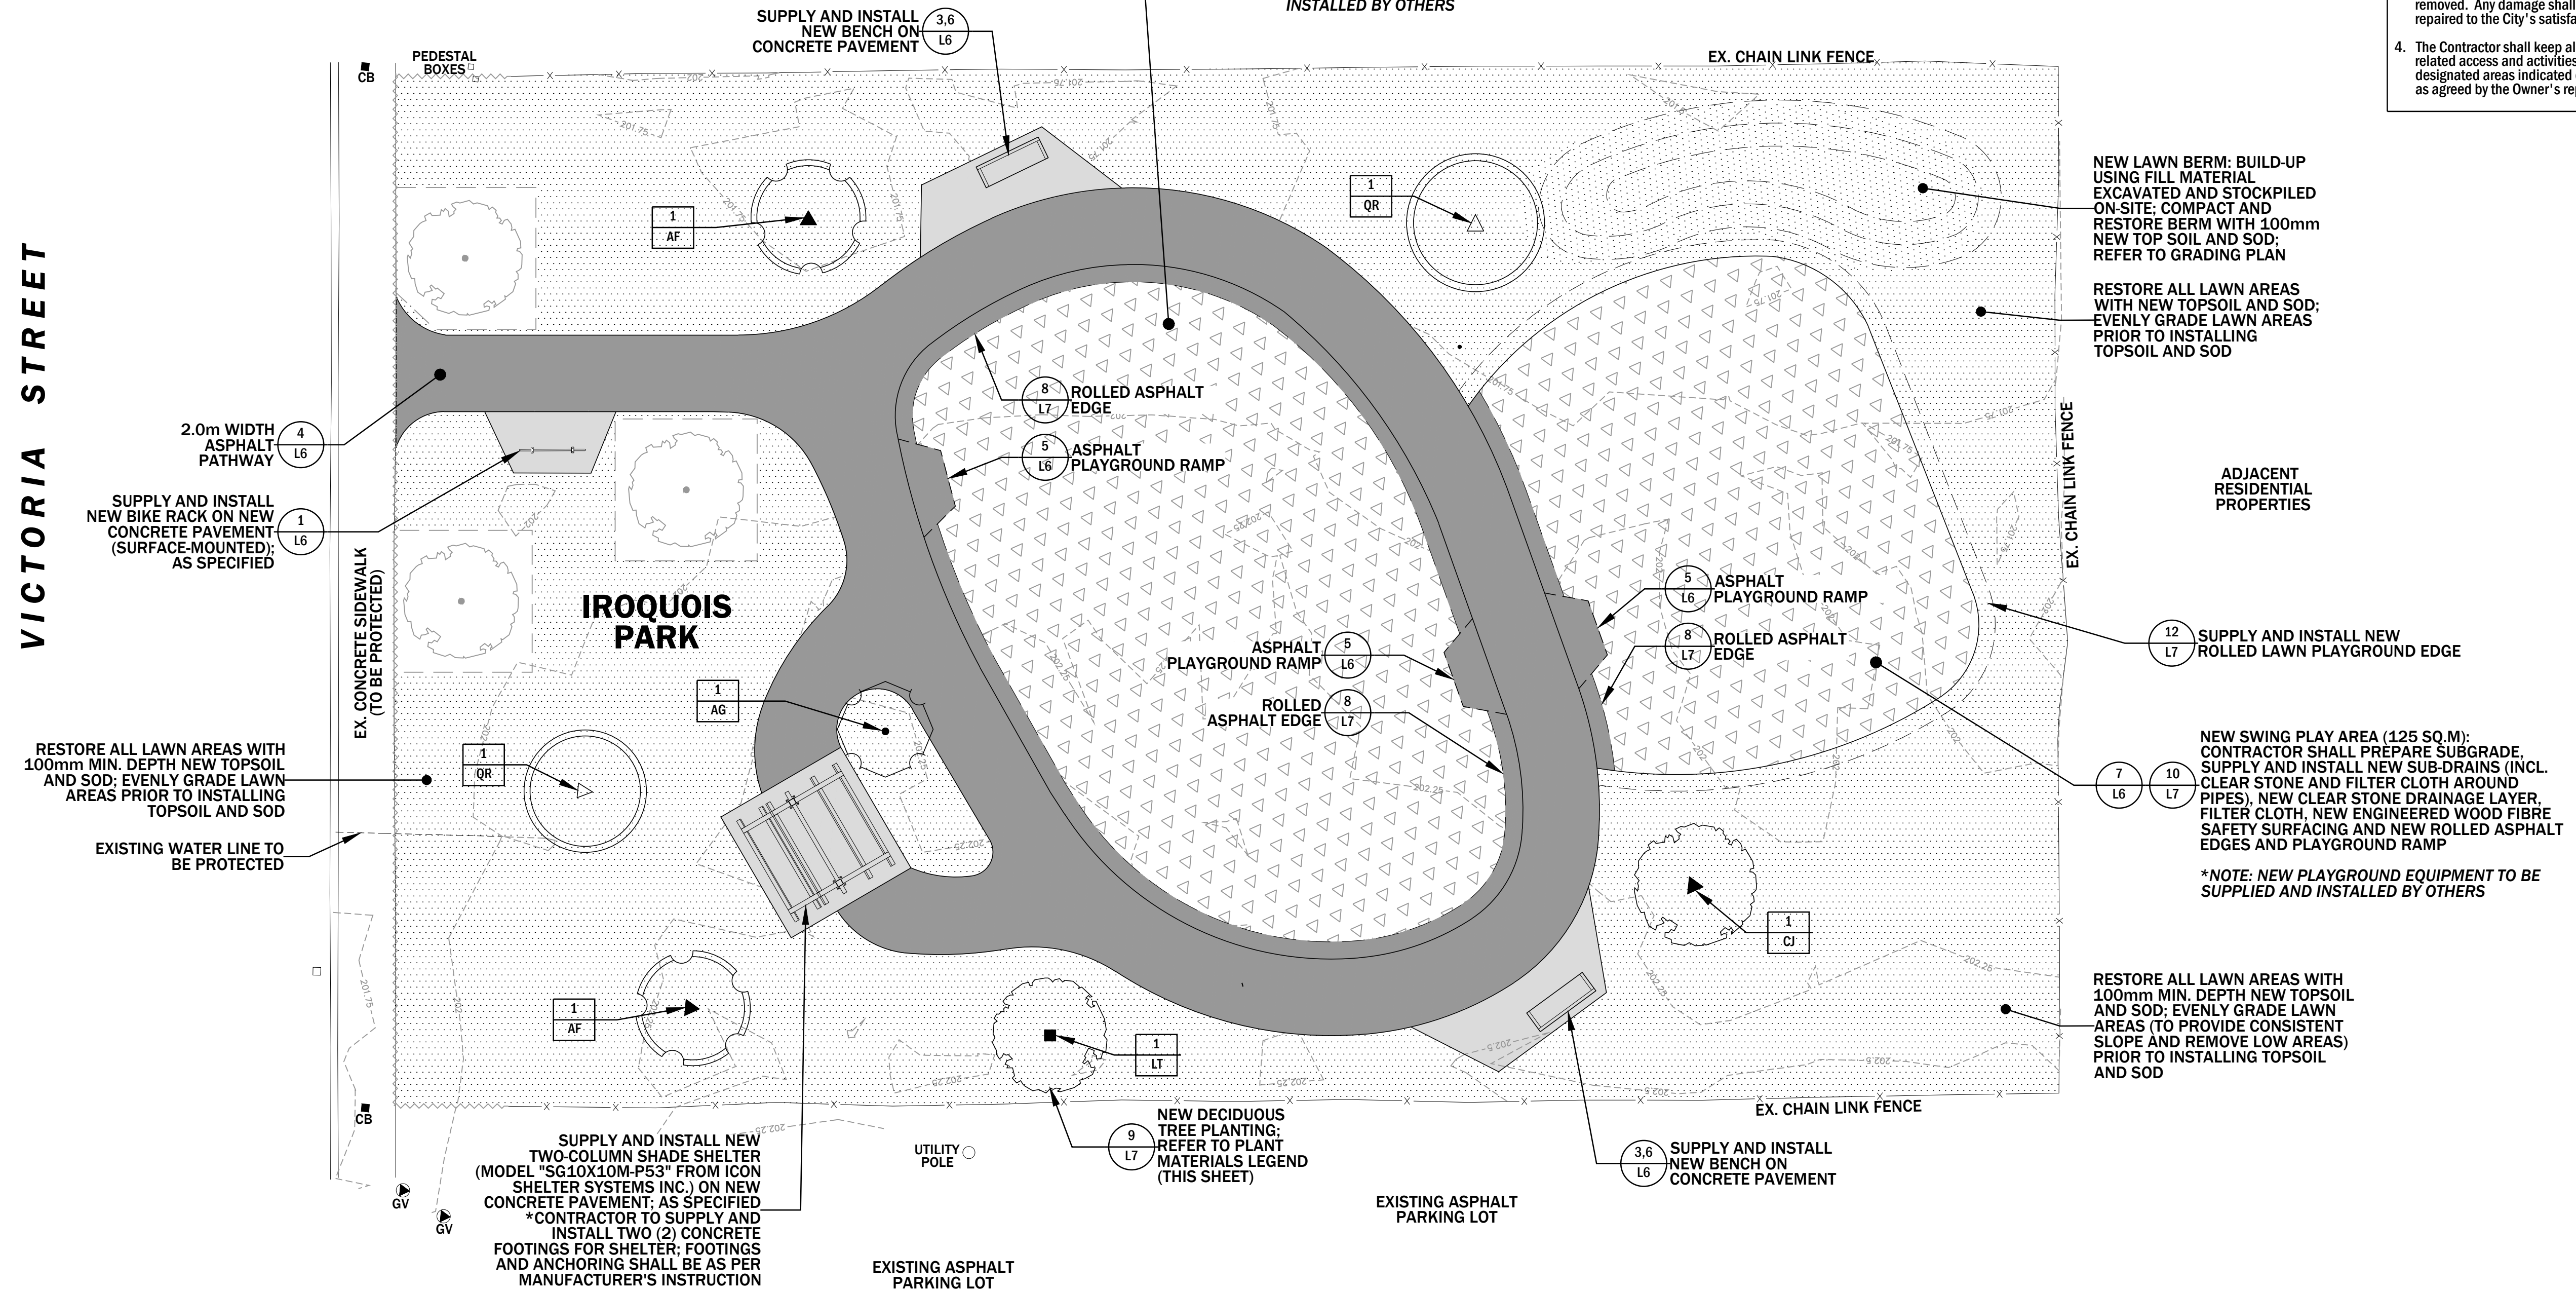 INSTALLED BY OTHERS
removed. Any damage shall
repaired to the City's satisfa
4. The Contractor shall keep al
related access and activities
designated areas indicated
as agreed by the Owner's re
SUPPLY AND INSTALL
NEW BENCH ON
CONCRETE PAVEMENT
3,6
L6
CB
PEDESTAL
BOXES
EX. CHAIN LINK FENCE
1
AF
1
QR
NEW LAWN BERM: BUILD-UP
USING FILL MATERIAL
EXCAVATED AND STOCKPILED
ON-SITE; COMPACT AND
RESTORE BERM WITH 100mm
NEW TOP SOIL AND SOD;
REFER TO GRADING PLAN
RESTORE ALL LAWN AREAS
WITH NEW TOPSOIL AND SOD;
EVENLY GRADE LAWN AREAS
PRIOR TO INSTALLING
TOPSOIL AND SOD
VICTORIA STREET
2.0m WIDTH
ASPHALT
PATHWAY
4
L6
8
L7
ROLLED ASPHALT
EDGE
5
L6
ASPHALT
PLAYGROUND RAMP
SUPPLY AND INSTALL
NEW BIKE RACK ON NEW
CONCRETE PAVEMENT
(SURFACE-MOUNTED);
AS SPECIFIED
1
L6
EX. CONCRETE SIDEWALK
(TO BE PROTECTED)
IROQUOIS
PARK
EX. CHAIN LINK FENCE
ADJACENT
RESIDENTIAL
PROPERTIES
5
L6
ASPHALT
PLAYGROUND RAMP
8
L7
ROLLED ASPHALT
EDGE
ASPHALT
PLAYGROUND RAMP
5
L6
ROLLED
ASPHALT EDGE
8
L7
12
L7
SUPPLY AND INSTALL NEW
ROLLED LAWN PLAYGROUND EDGE
1
AG
1
QR
RESTORE ALL LAWN AREAS WITH
100mm MIN. DEPTH NEW TOPSOIL
AND SOD; EVENLY GRADE LAWN
AREAS PRIOR TO INSTALLING
TOPSOIL AND SOD
EXISTING WATER LINE TO
BE PROTECTED
7
L6
10
L7
NEW SWING PLAY AREA (125 SQ.M):
CONTRACTOR SHALL PREPARE SUBGRADE,
SUPPLY AND INSTALL NEW SUB-DRAINS (INCL.
CLEAR STONE AND FILTER CLOTH AROUND
PIPES), NEW CLEAR STONE DRAINAGE LAYER,
FILTER CLOTH, NEW ENGINEERED WOOD FIBRE
SAFETY SURFACING AND NEW ROLLED ASPHALT
EDGES AND PLAYGROUND RAMP
*NOTE: NEW PLAYGROUND EQUIPMENT TO BE
SUPPLIED AND INSTALLED BY OTHERS
1
CJ
1
AF
1
LT
RESTORE ALL LAWN AREAS WITH
100mm MIN. DEPTH NEW TOPSOIL
AND SOD; EVENLY GRADE LAWN
AREAS (TO PROVIDE CONSISTENT
SLOPE AND REMOVE LOW AREAS)
PRIOR TO INSTALLING TOPSOIL
AND SOD
EX. CHAIN LINK FENCE
CB
GV
GV
SUPPLY AND INSTALL NEW
TWO-COLUMN SHADE SHELTER
(MODEL "SG10X10M-P53" FROM ICON
SHELTER SYSTEMS INC.) ON NEW
CONCRETE PAVEMENT; AS SPECIFIED
*CONTRACTOR TO SUPPLY AND
INSTALL TWO (2) CONCRETE
FOOTINGS FOR SHELTER; FOOTINGS
AND ANCHORING SHALL BE AS PER
MANUFACTURER'S INSTRUCTION
UTILITY
POLE
9
L7
NEW DECIDUOUS
TREE PLANTING;
REFER TO PLANT
MATERIALS LEGEND
(THIS SHEET)
3,6
L6
SUPPLY AND INSTALL
NEW BENCH ON
CONCRETE PAVEMENT
EXISTING ASPHALT
PARKING LOT
EXISTING ASPHALT
PARKING LOT